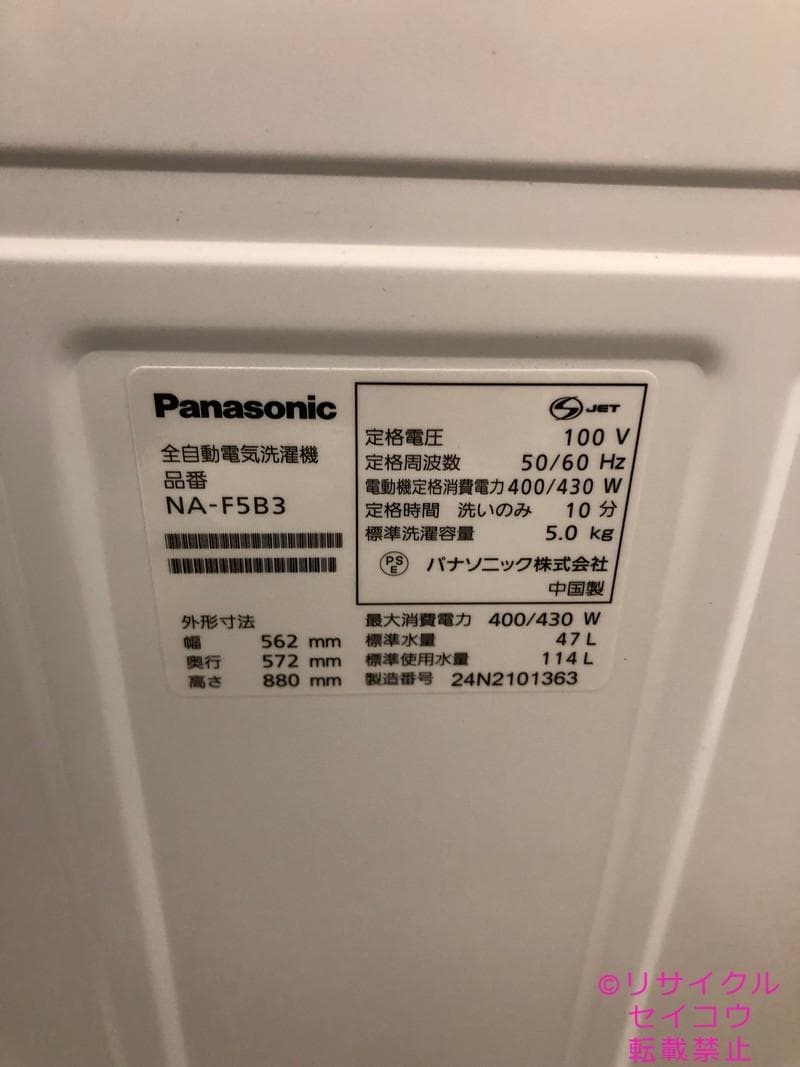 Panasonic
全自動電気洗濯機
品番
NA-F5B3
JET
定格電圧 100 V
定格周波数 50/60 Hz
電動機定格消費電力 400/430 W
定格時間 洗いのみ 10 分
標準洗濯容量 5.0 kg
PS
E
パナソニック株式会社
中国製
外形寸法
幅 562 mm
奥行 572 mm
高さ 880 mm
最大消費電力 400/430 W
標準水量 47 L
標準使用水量 114 L
製造番号 24N2101363
©リサイクル
セイコウ
転載禁止